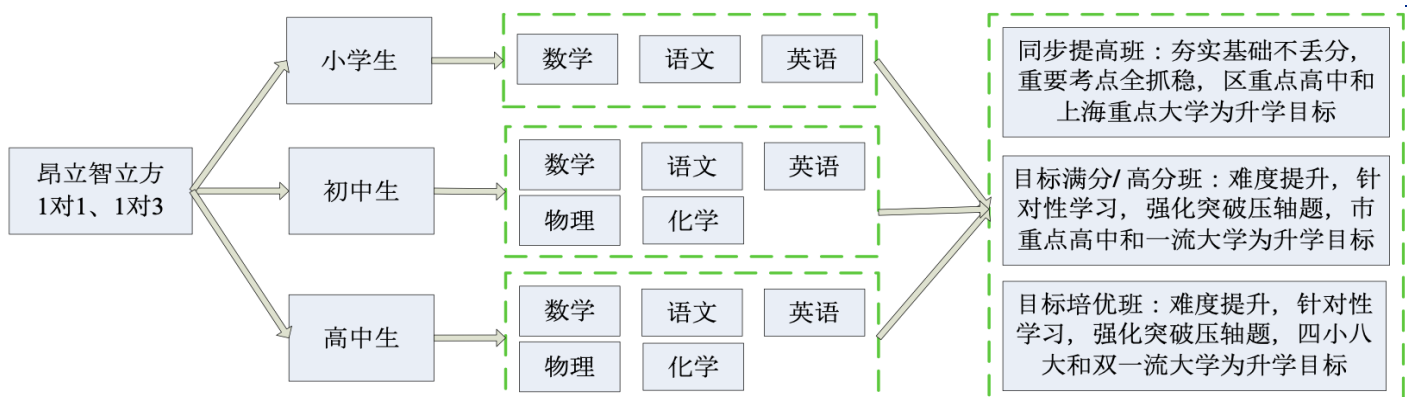 昂立智立方
1对1、1对3
小学生
数学 语文 英语
初中生
数学 语文 英语
物理 化学
高中生
数学 语文 英语
物理 化学
同步提高班：夯实基础不丢分，
重要考点全抓稳，区重点高中和
上海重点大学为升学目标
目标满分/ 高分班：难度提升，针
对性学习，强化突破压轴题，市
重点高中和一流大学为升学目标
目标培优班：难度提升，针对性
学习，强化突破压轴题，四小八
大和双一流大学为升学目标